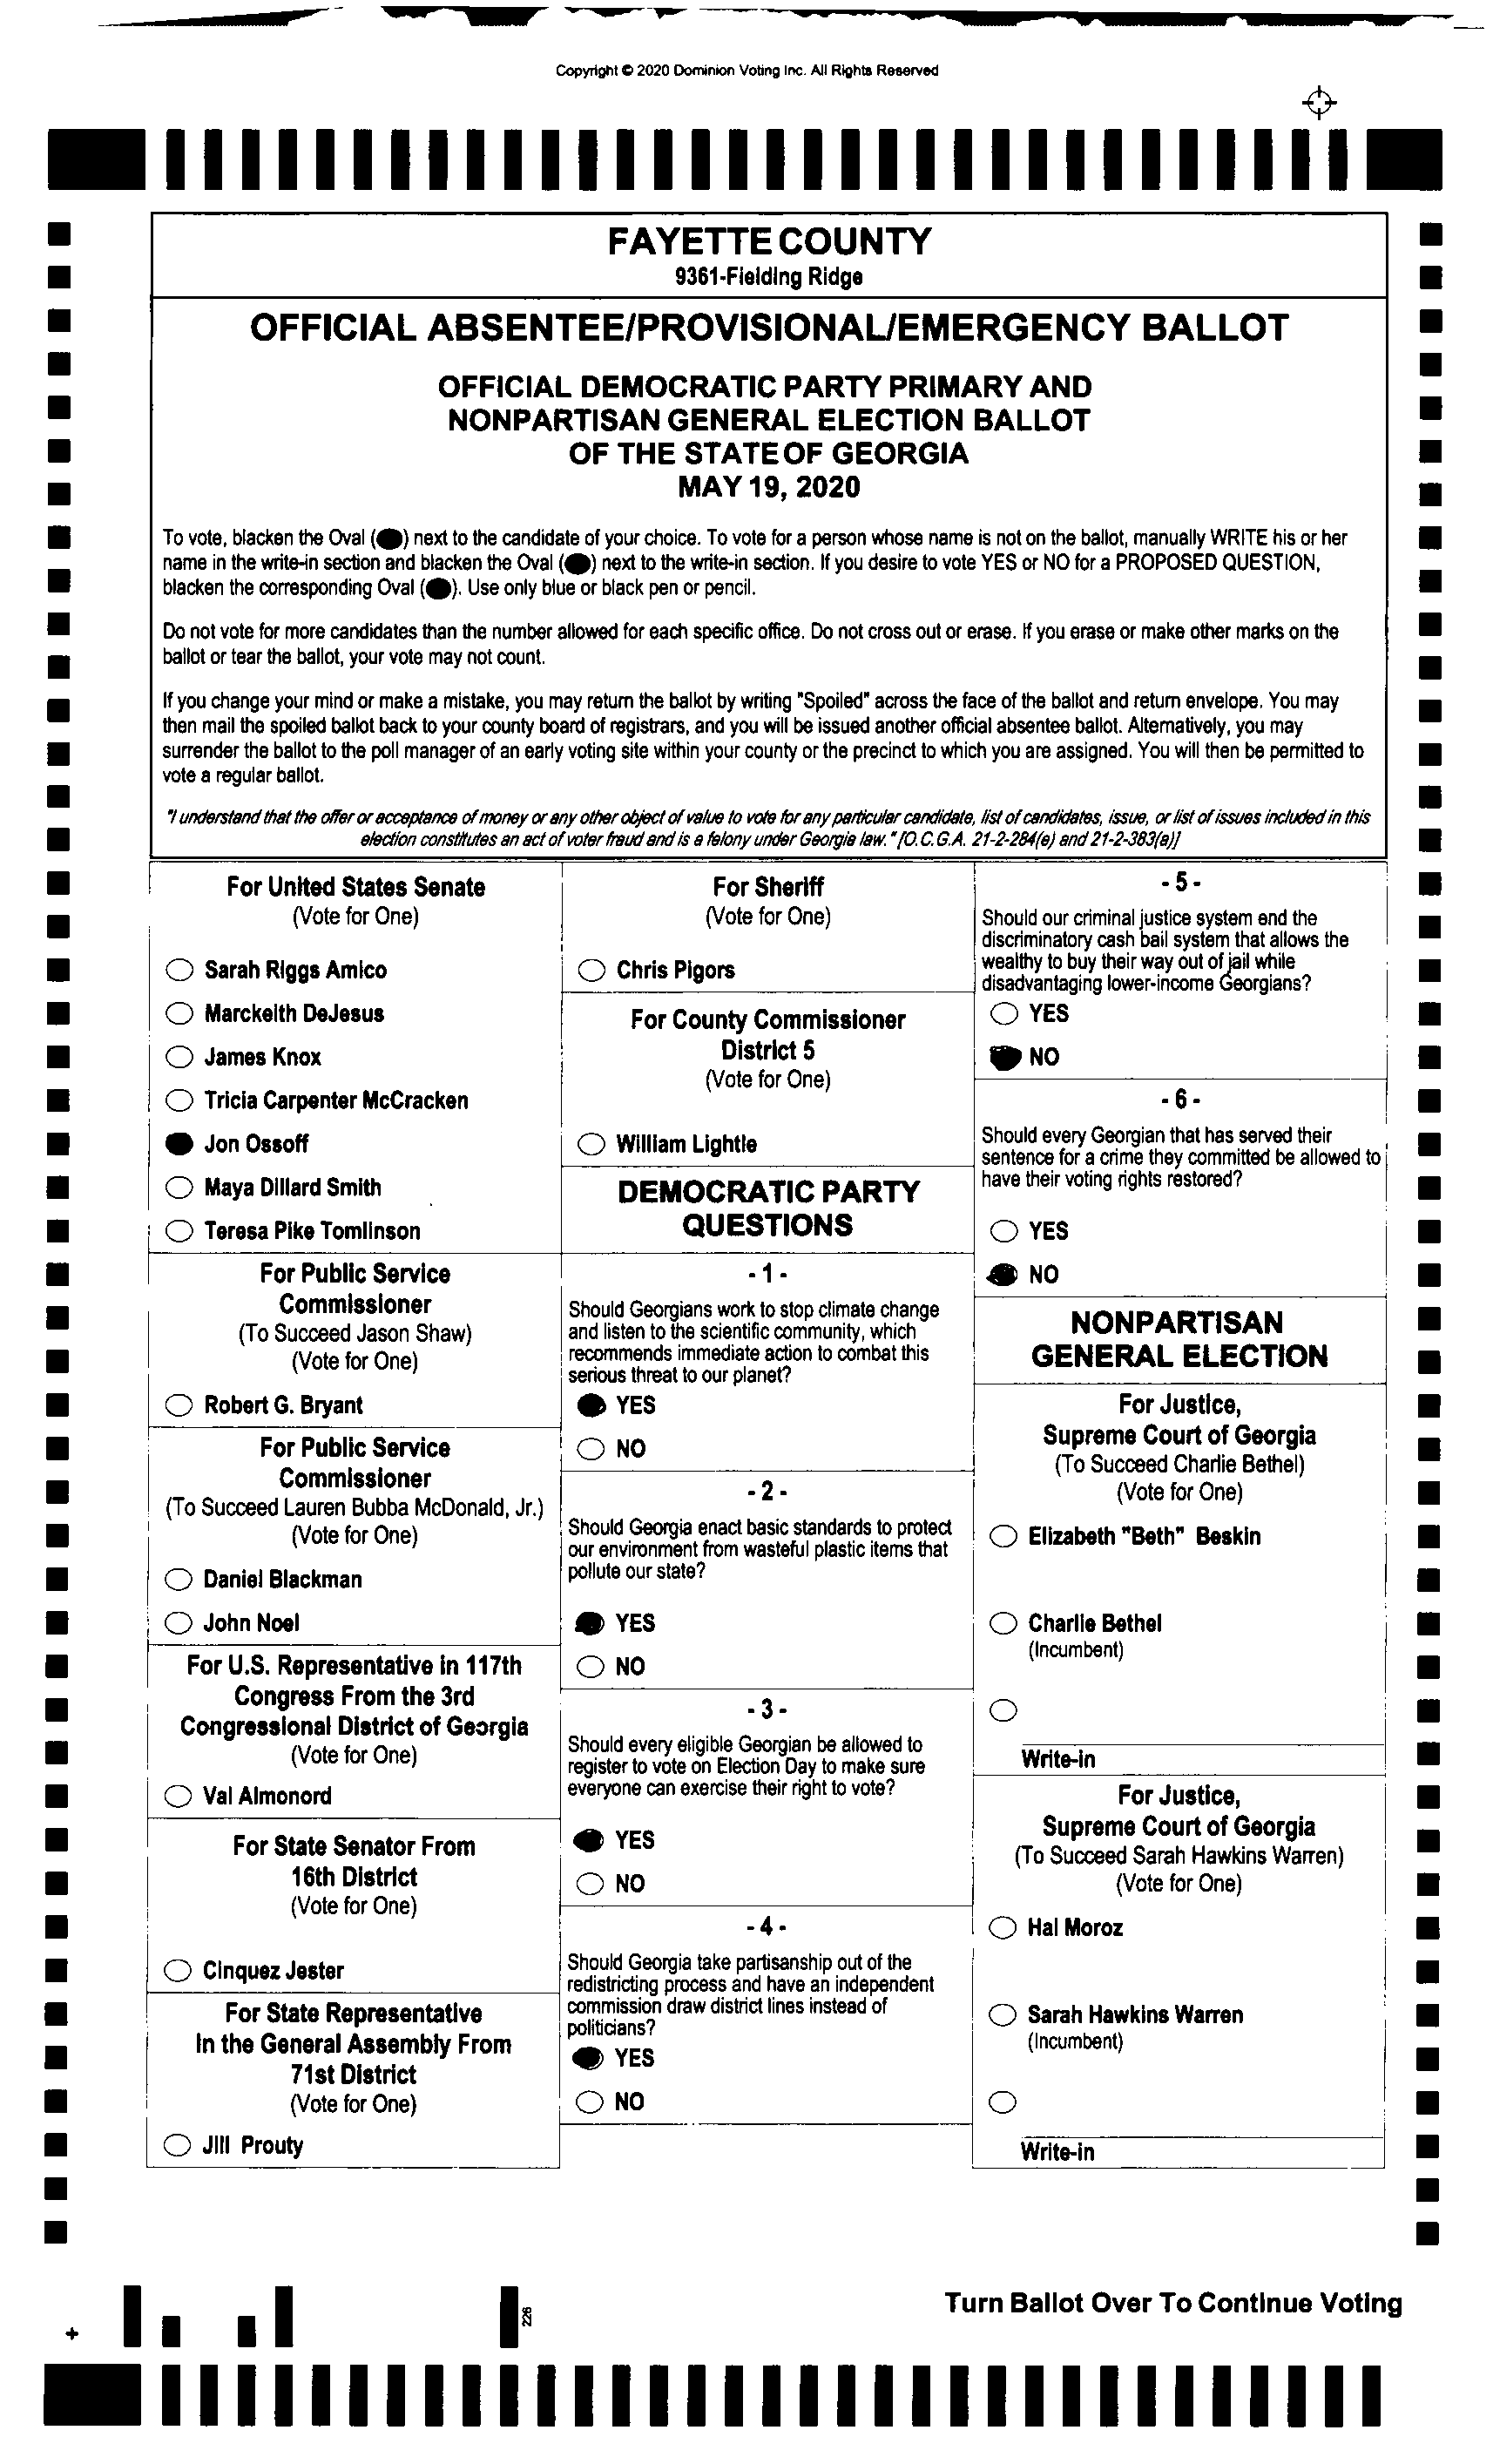 Copyright © 2020 Dominion Voting Inc. All Rights Reserved
FAYETTE COUNTY
9361-Fielding Ridge
OFFICIAL ABSENTEE/PROVISIONAL/EMERGENCY BALLOT
OFFICIAL DEMOCRATIC PARTY PRIMARY AND
NONPARTISAN GENERAL ELECTION BALLOT
OF THE STATE OF GEORGIA
MAY 19, 2020
To vote, blacken the Oval (●) next to the candidate of your choice. To vote for a person whose name is not on the ballot, manually WRITE his or her
name in the write-in section and blacken the Oval (●) next to the write-in section. If you desire to vote YES or NO for a PROPOSED QUESTION,
blacken the corresponding Oval (●). Use only blue or black pen or pencil.
Do not vote for more candidates than the number allowed for each specific office. Do not cross out or erase. If you erase or make other marks on the
ballot or tear the ballot, your vote may not count.
If you change your mind or make a mistake, you may return the ballot by writing "Spoiled" across the face of the ballot and return envelope. You may
then mail the spoiled ballot back to your county board of registrars, and you will be issued another official absentee ballot. Alternatively, you may
surrender the ballot to the poll manager of an early voting site within your county or the precinct to which you are assigned. You will then be permitted to
vote a regular ballot.
"I understand that the offer or acceptance of money or any other object of value to vote for any particular candidate, list of candidates, issue, or list of issues included in this
election constitutes an act of voter fraud and is a felony under Georgia law." [O.C.G.A. 21-2-284(e) and 21-2-383(a)]
For United States Senate
(Vote for One)
Sarah Riggs Amico
Marckeith DeJesus
James Knox
Tricia Carpenter McCracken
Jon Ossoff
Maya Dillard Smith
Teresa Pike Tomlinson
For Public Service
Commissioner
(To Succeed Jason Shaw)
(Vote for One)
Robert G. Bryant
For Public Service
Commissioner
(To Succeed Lauren Bubba McDonald, Jr.)
(Vote for One)
Daniel Blackman
John Noel
For U.S. Representative in 117th
Congress From the 3rd
Congressional District of Georgia
(Vote for One)
Val Almonord
For State Senator From
16th District
(Vote for One)
Cinquez Jester
For State Representative
In the General Assembly From
71st District
(Vote for One)
Jill Prouty
For Sheriff
(Vote for One)
Chris Pigors
For County Commissioner
District 5
(Vote for One)
William Lightle
DEMOCRATIC PARTY
QUESTIONS
- 1 -
Should Georgians work to stop climate change
and listen to the scientific community, which
recommends immediate action to combat this
serious threat to our planet?
YES
NO
- 2 -
Should Georgia enact basic standards to protect
our environment from wasteful plastic items that
pollute our state?
YES
NO
- 3 -
Should every eligible Georgian be allowed to
register to vote on Election Day to make sure
everyone can exercise their right to vote?
YES
NO
- 4 -
Should Georgia take partisanship out of the
redistricting process and have an independent
commission draw district lines instead of
politicians?
YES
NO
- 5 -
Should our criminal justice system end the
discriminatory cash bail system that allows the
wealthy to buy their way out of jail while
disadvantaging lower-income Georgians?
YES
NO
- 6 -
Should every Georgian that has served their
sentence for a crime they committed be allowed to
have their voting rights restored?
YES
NO
NONPARTISAN
GENERAL ELECTION
For Justice,
Supreme Court of Georgia
(To Succeed Charlie Bethel)
(Vote for One)
Elizabeth "Beth" Beskin
Charlie Bethel
(Incumbent)
Write-in
For Justice,
Supreme Court of Georgia
(To Succeed Sarah Hawkins Warren)
(Vote for One)
Hal Moroz
Sarah Hawkins Warren
(Incumbent)
Write-in
226
Turn Ballot Over To Continue Voting